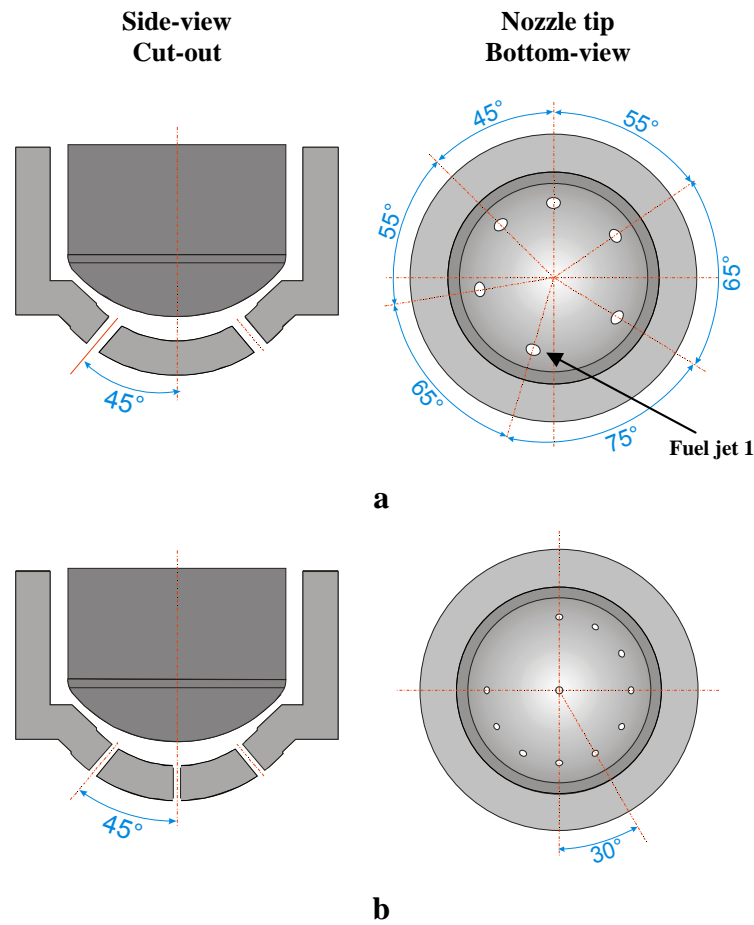 Side-view
Cut-out
Nozzle tip
Bottom-view
45°
55°
55°
65°
45°
65°
75°
Fuel jet 1
a
45°
30°
b